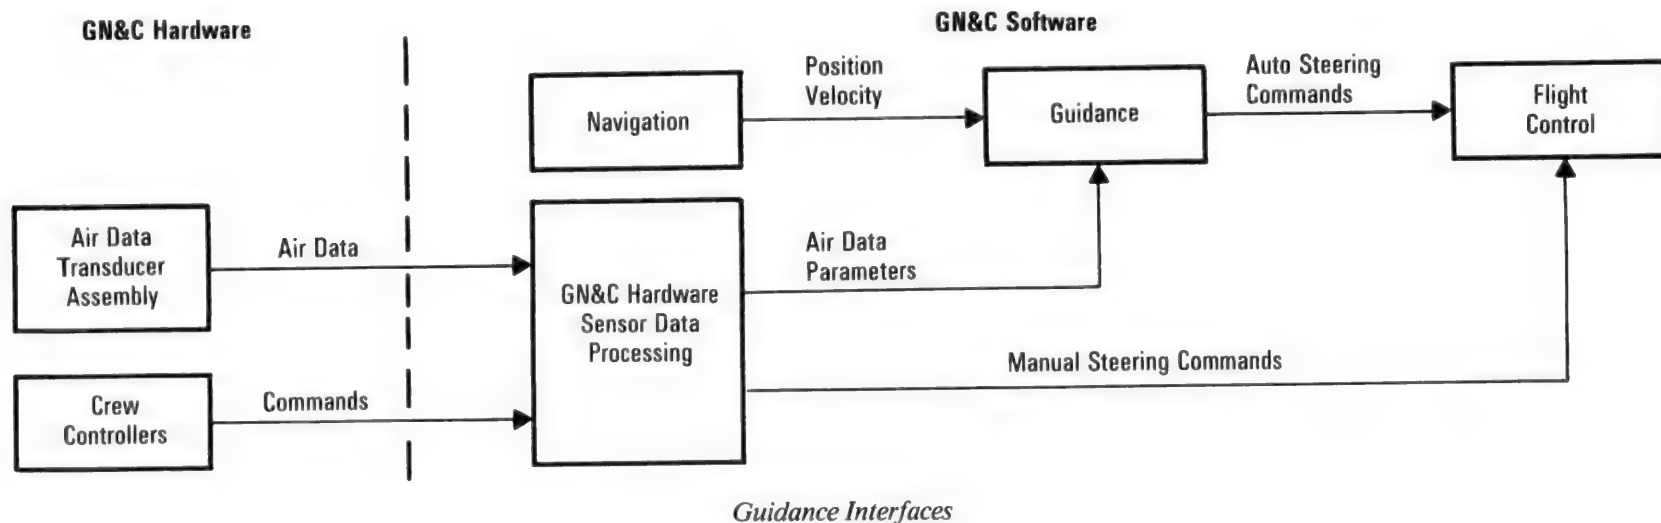 GN&C Hardware
GN&C Software
Navigation
Position
Velocity
Guidance
Auto Steering
Commands
Flight
Control
Air Data
Transducer
Assembly
Air Data
GN&C Hardware
Sensor Data
Processing
Air Data
Parameters
Manual Steering Commands
Crew
Controllers
Commands
Guidance Interfaces